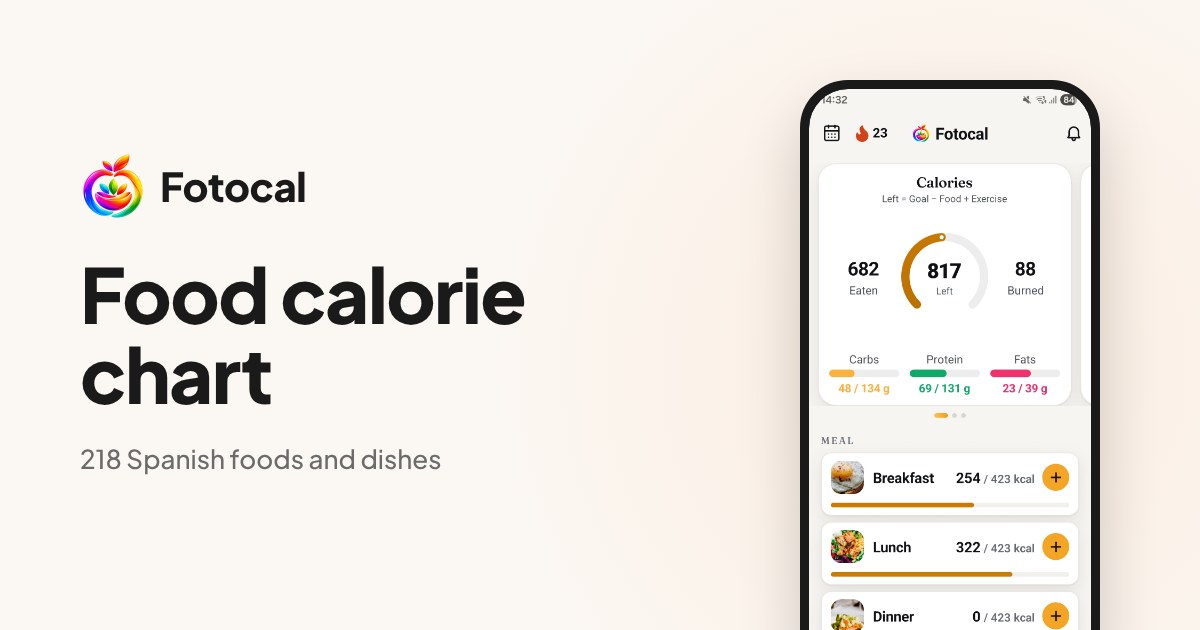 Fotocal
Food calorie
chart
218 Spanish foods and dishes
14:32
84
23
Fotocal
Calories
Left = Goal − Food + Exercise
682
Eaten
817
Left
88
Burned
Carbs
Protein
Fats
48 / 134 g
69 / 131 g
23 / 39 g
MEAL
Breakfast 254 / 423 kcal
Lunch 322 / 423 kcal
Dinner 0 / 423 kcal